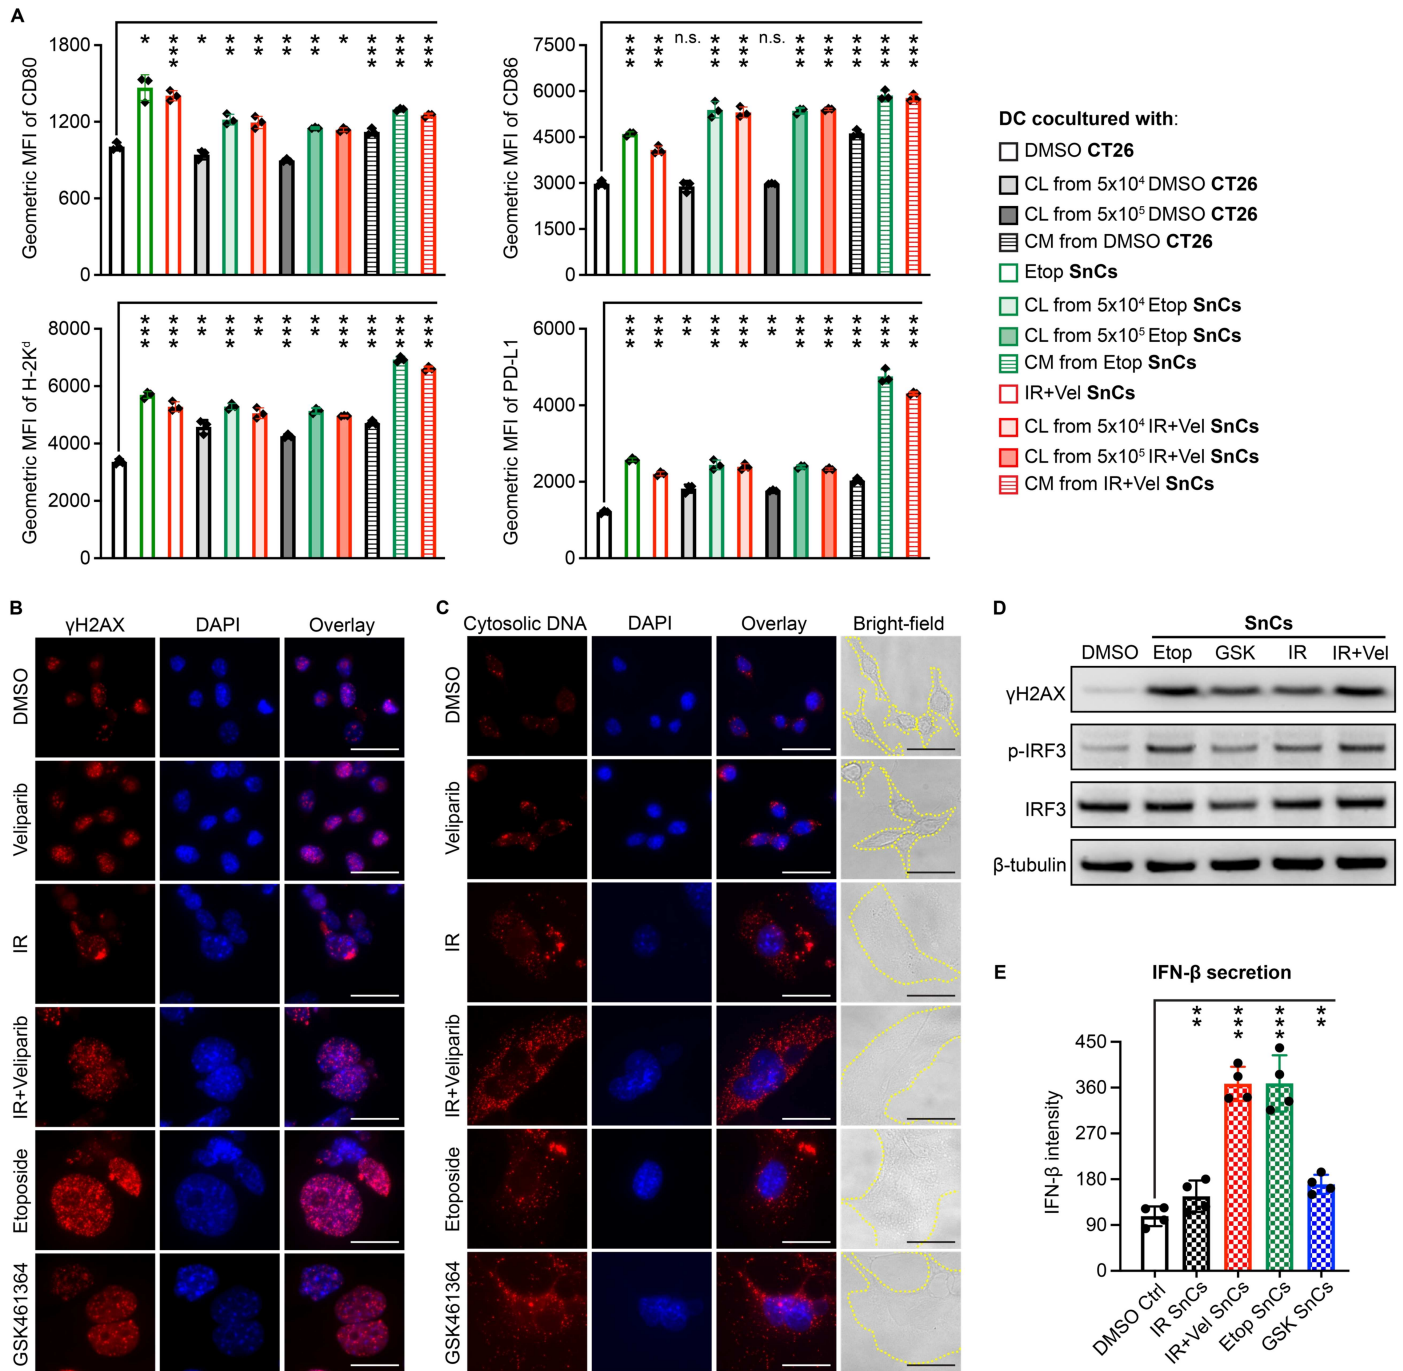 A
Geometric MFI of CD80
1800
1200
600
0
* *** * ** ** ** ** * *** *** ***
Geometric MFI of CD86
7500
6000
4500
3000
1500
0
*** *** n.s. *** *** n.s. *** *** *** *** ***
Geometric MFI of H-2Kᵈ
8000
6000
4000
2000
0
*** *** ** *** ** ** ** *** ** *** ***
Geometric MFI of PD-L1
6000
4000
2000
0
*** *** ** *** *** ** *** *** *** *** ***
DC cocultured with:
DMSO CT26
CL from 5x10⁴ DMSO CT26
CL from 5x10⁵ DMSO CT26
CM from DMSO CT26
Etop SnCs
CL from 5x10⁴ Etop SnCs
CL from 5x10⁵ Etop SnCs
CM from Etop SnCs
IR+Vel SnCs
CL from 5x10⁴ IR+Vel SnCs
CL from 5x10⁵ IR+Vel SnCs
CM from IR+Vel SnCs
B
γH2AX DAPI Overlay
DMSO
Veliparib
IR
IR+Veliparib
Etoposide
GSK461364
C
Cytosolic DNA DAPI Overlay Bright-field
DMSO
Veliparib
IR
IR+Veliparib
Etoposide
GSK461364
D
SnCs
DMSO Etop GSK IR IR+Vel
γH2AX
p-IRF3
IRF3
β-tubulin
E
IFN-β secretion
** *** *** **
IFN-β intensity
450
360
270
180
90
0
DMSO Ctrl
IR SnCs
IR+Vel SnCs
Etop SnCs
GSK SnCs